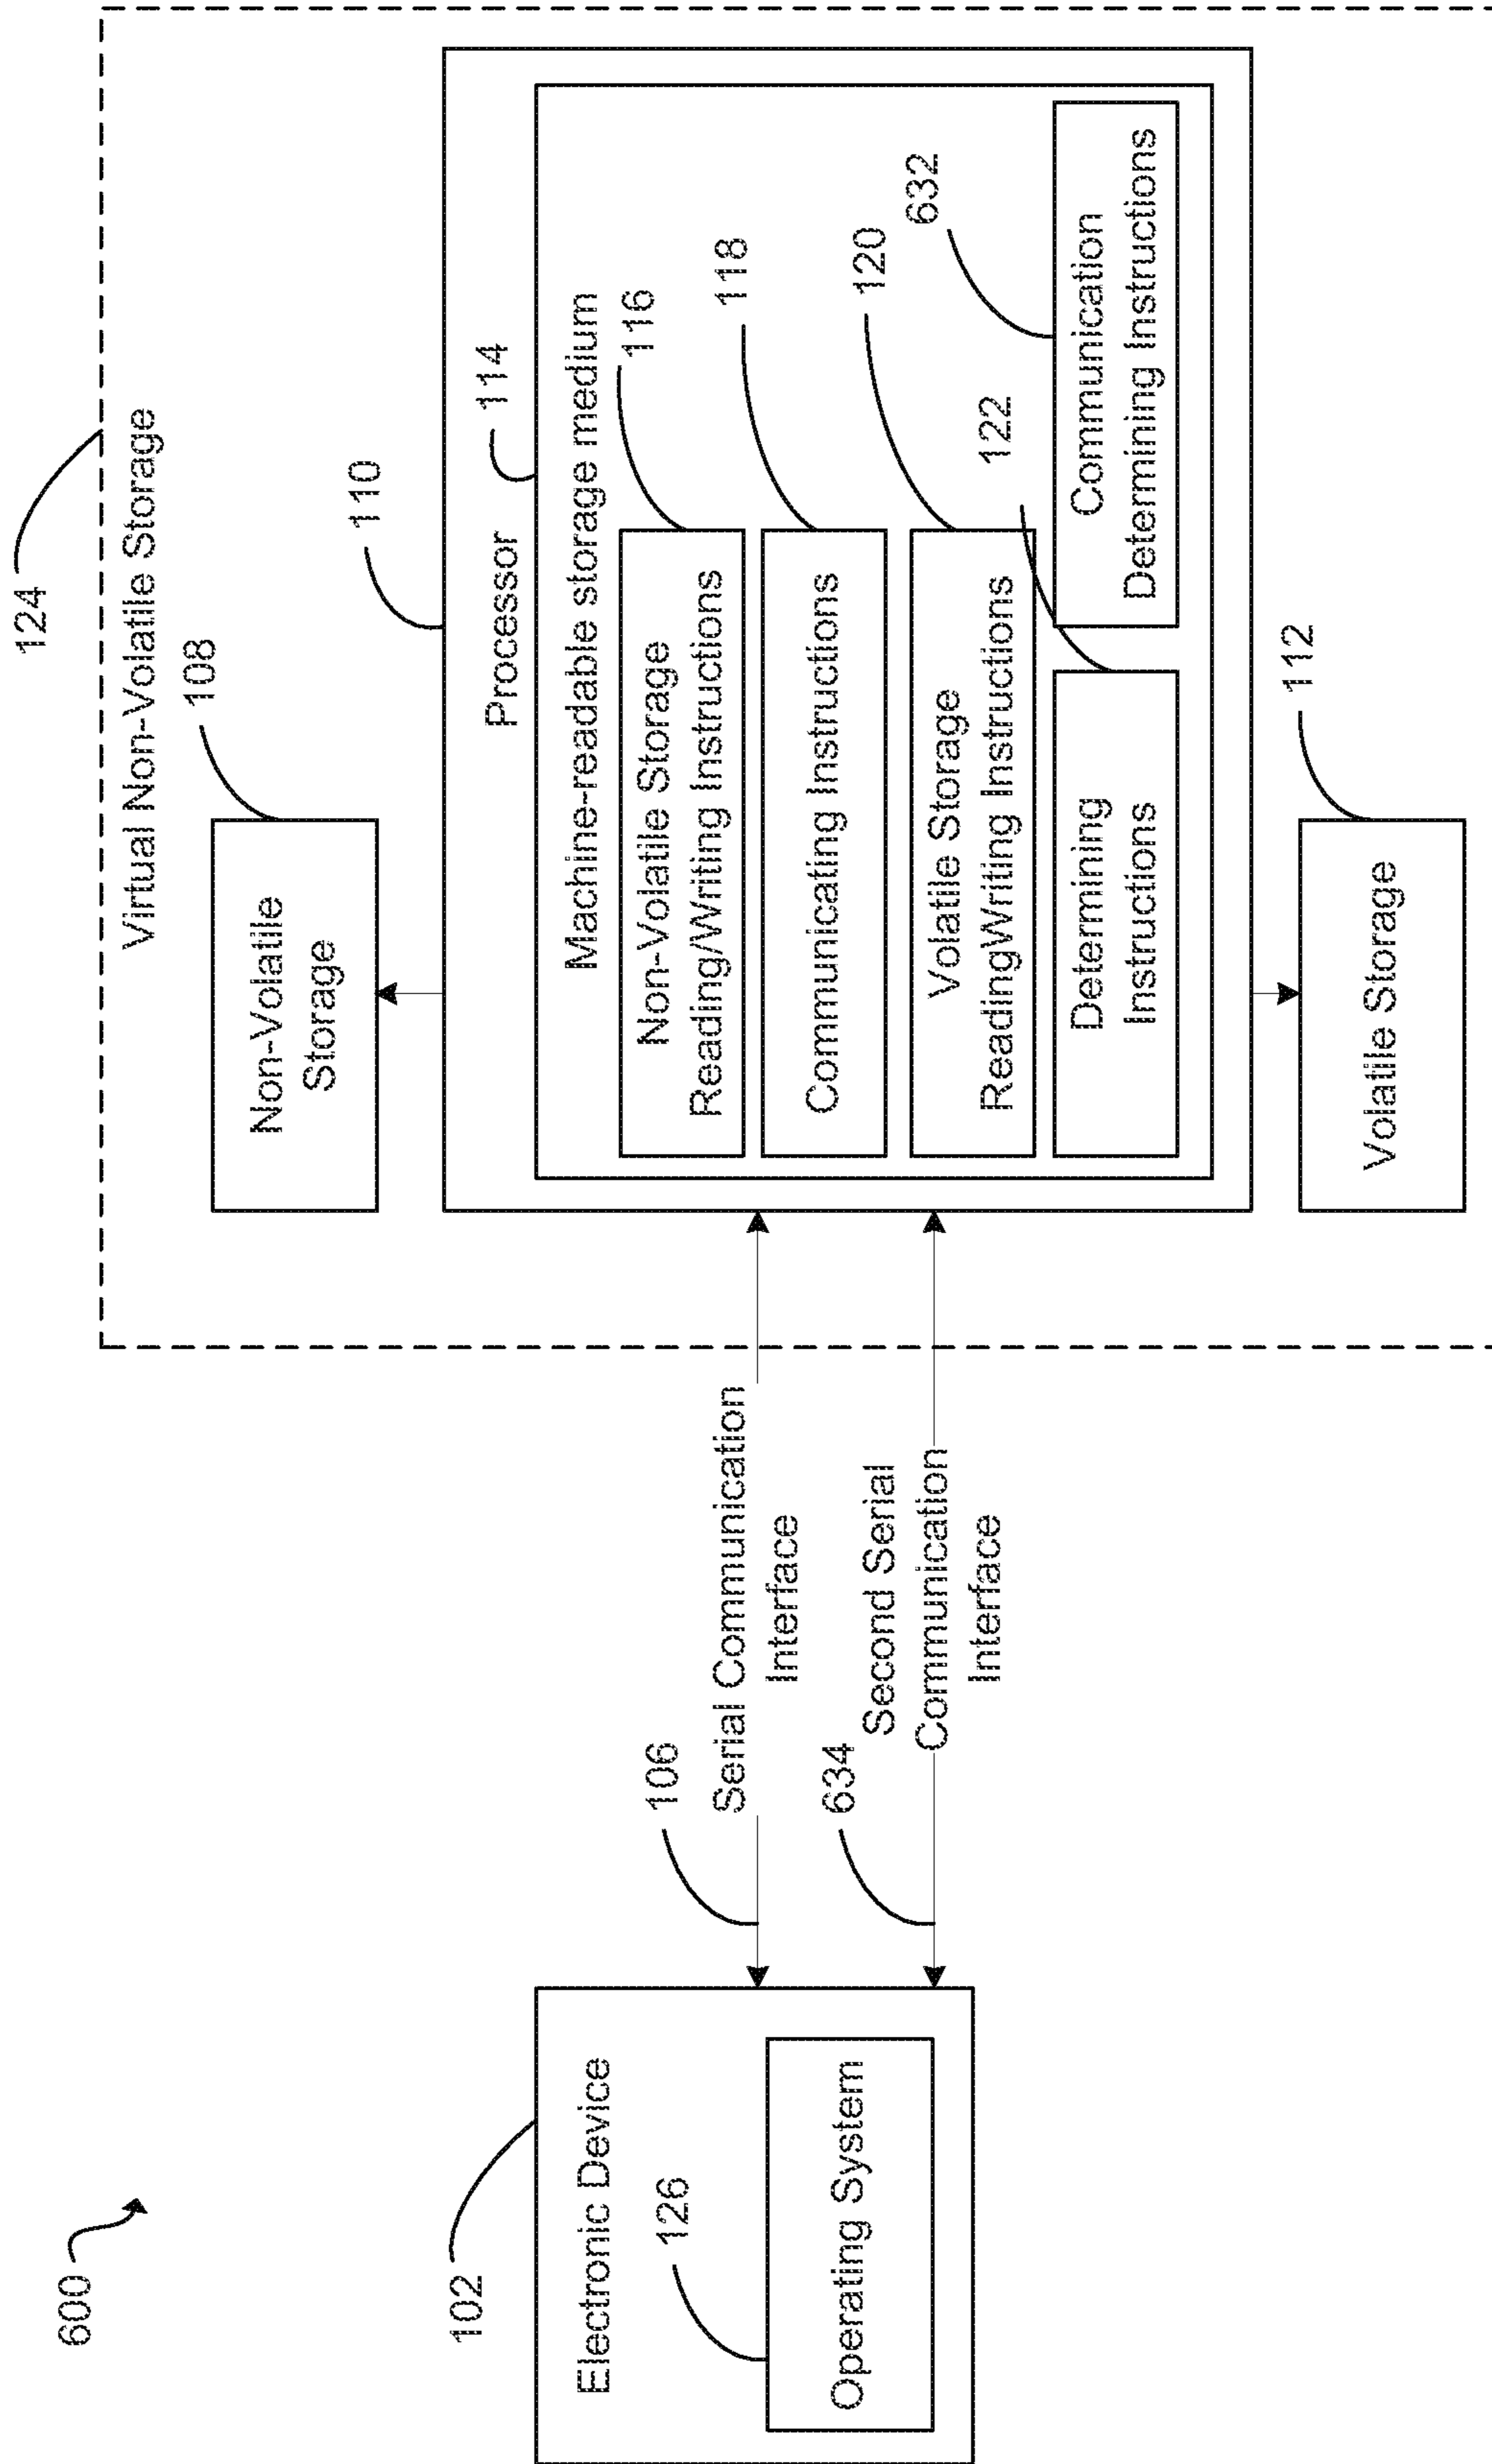 600
124
Virtual Non-Volatile Storage
108
Non-Volatile
Storage
110
Processor
114
Machine-readable storage medium
116
Non-Volatile Storage
Reading/Writing Instructions
118
Communicating Instructions
120
Volatile Storage
Reading/Writing Instructions
122
Determining
Instructions
632
Communication
Determining Instructions
112
Volatile Storage
102
Electronic Device
126
Operating System
106
Serial Communication
Interface
634
Second Serial
Communication
Interface